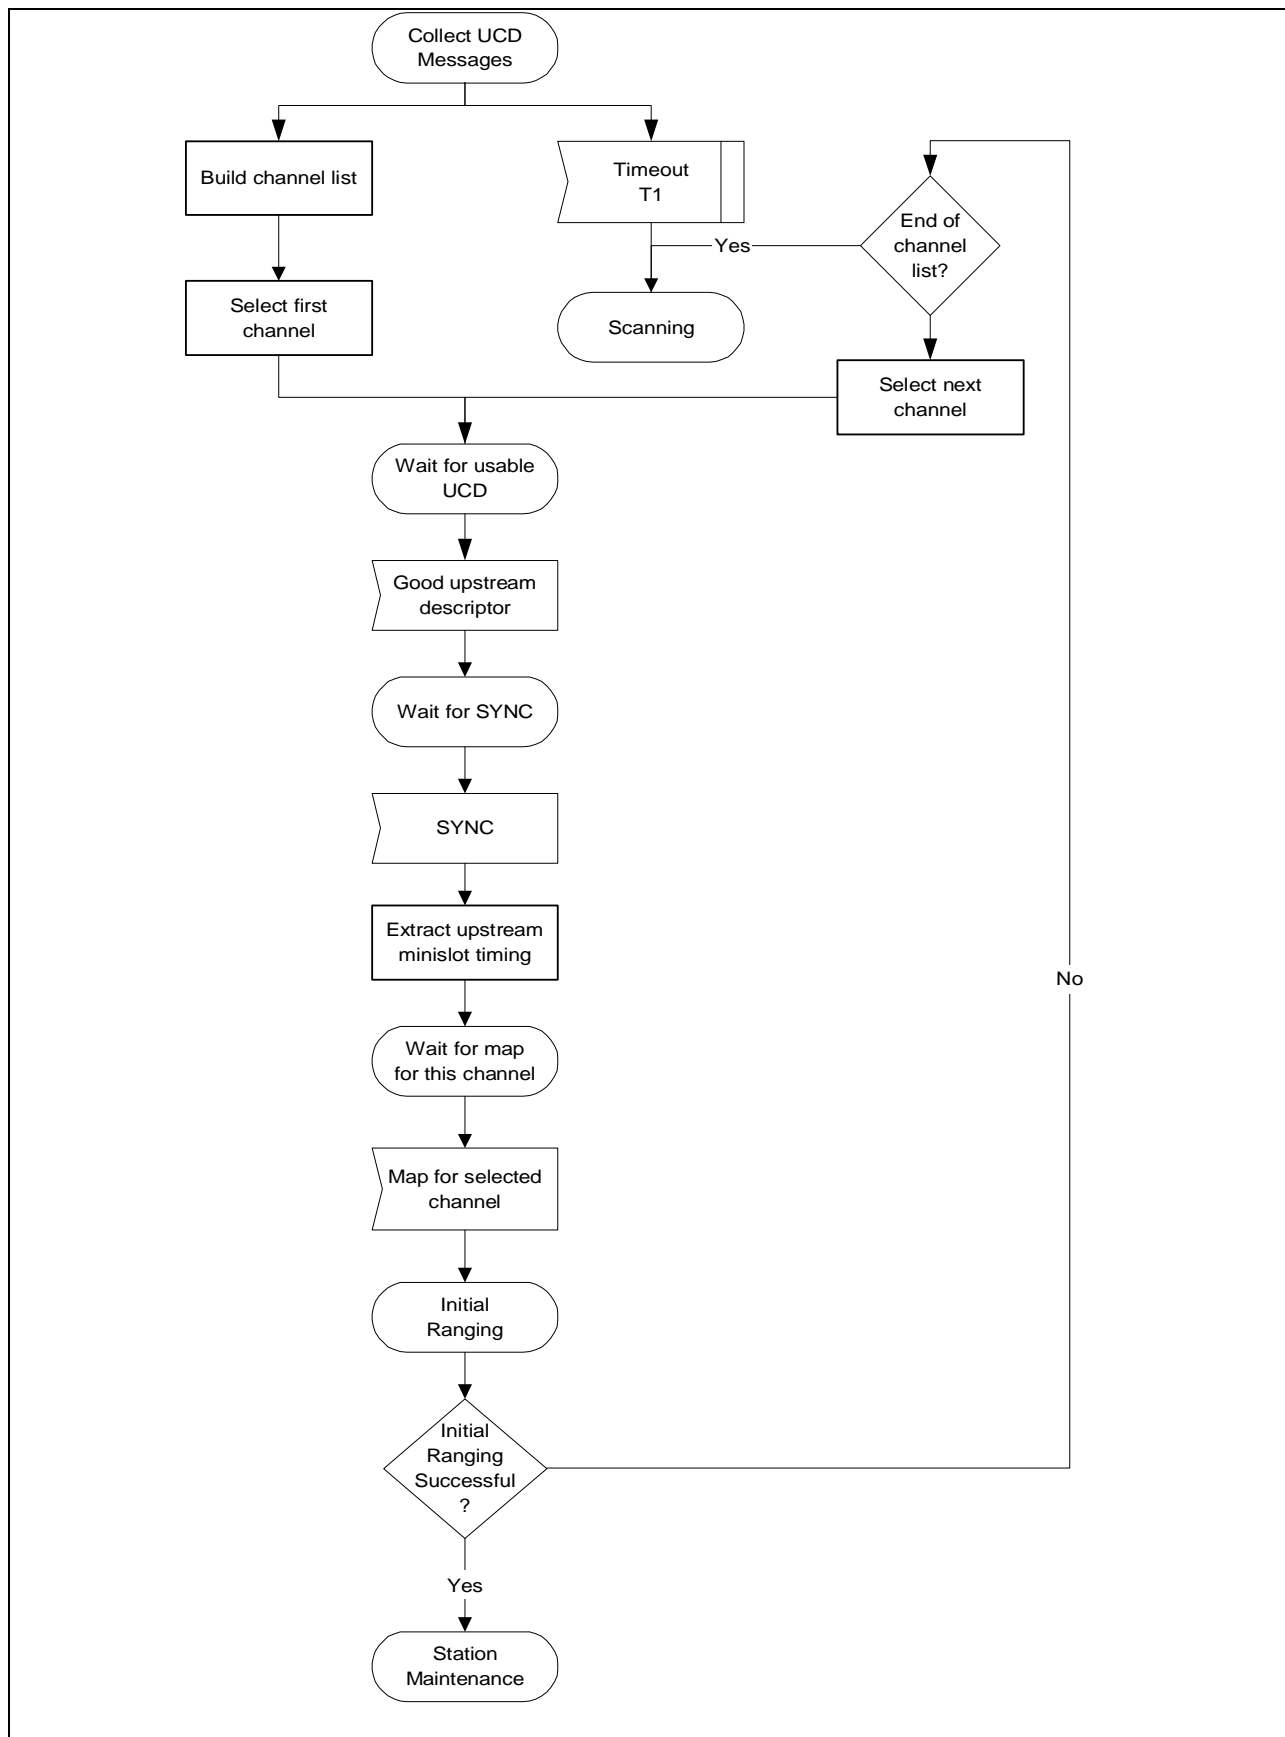 Collect UCD
Messages
Build channel list
Timeout
T1
End of
channel
list?
Yes
Select first
channel
Scanning
Select next
channel
Wait for usable
UCD
Good upstream
descriptor
Wait for SYNC
SYNC
Extract upstream
minislot timing
No
Wait for map
for this channel
Map for selected
channel
Initial
Ranging
Initial
Ranging
Successful
?
Yes
Station
Maintenance